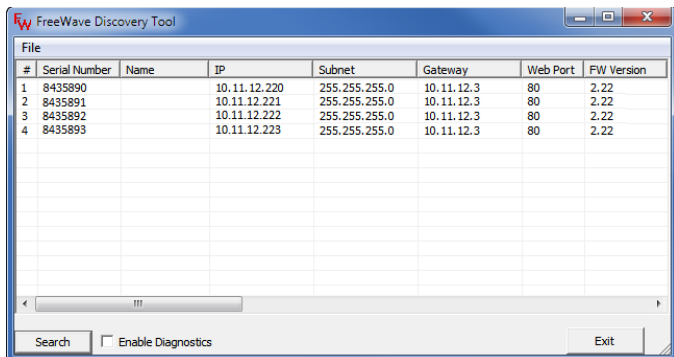 FW FreeWave Discovery Tool
File
# Serial Number Name IP Subnet Gateway Web Port FW Version
1 8435890 10.11.12.220 255.255.255.0 10.11.12.3 80 2.22
2 8435891 10.11.12.221 255.255.255.0 10.11.12.3 80 2.22
3 8435892 10.11.12.222 255.255.255.0 10.11.12.3 80 2.22
4 8435893 10.11.12.223 255.255.255.0 10.11.12.3 80 2.22
Search Enable Diagnostics Exit